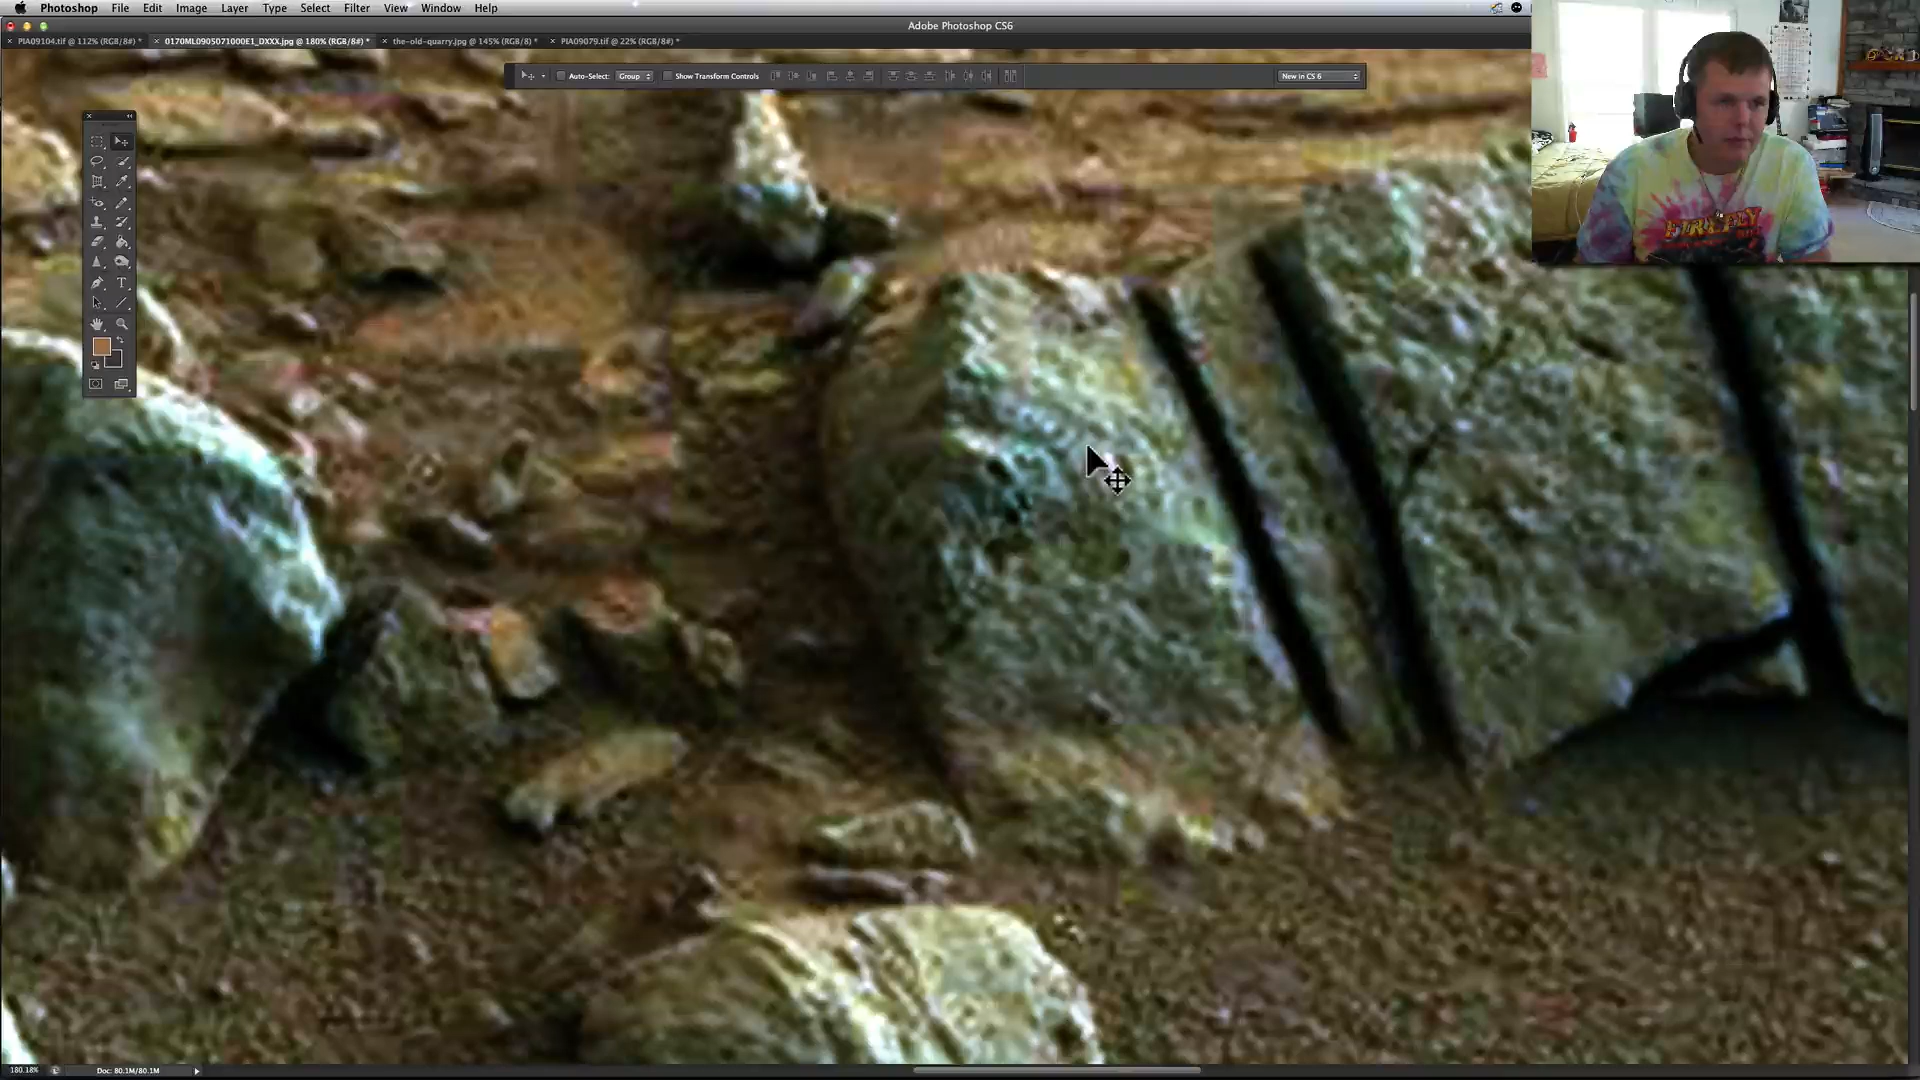 Photoshop File Edit Image Layer Type Select Filter View Window Help
Adobe Photoshop CS6
PIA09104.tif @ 112% (RGB/8#) * 0170ML0905071000E1_DXXX.jpg @ 180% (RGB/8#) * the-old-quarry.jpg @ 145% (RGB/8) * PIA09079.tif @ 22% (RGB/8#) *
Auto-Select: Group Show Transform Controls New in CS 6
FIREFLY
180.18% Doc: 80.1M/80.1M